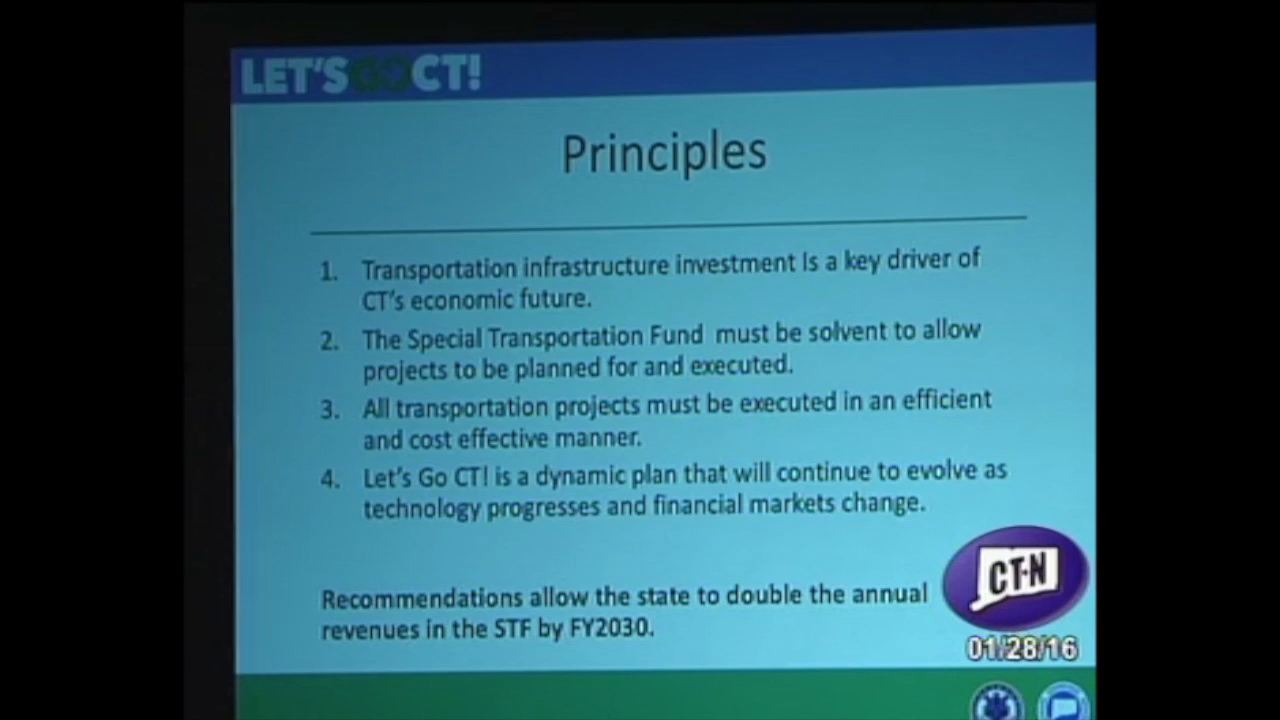 LET'S GO CT!
Principles
1. Transportation infrastructure investment Is a key driver of
CT's economic future.
2. The Special Transportation Fund must be solvent to allow
projects to be planned for and executed.
3. All transportation projects must be executed in an efficient
and cost effective manner.
4. Let's Go CT! is a dynamic plan that will continue to evolve as
technology progresses and financial markets change.
Recommendations allow the state to double the annual
revenues in the STF by FY2030.
CT-N
01/28/16